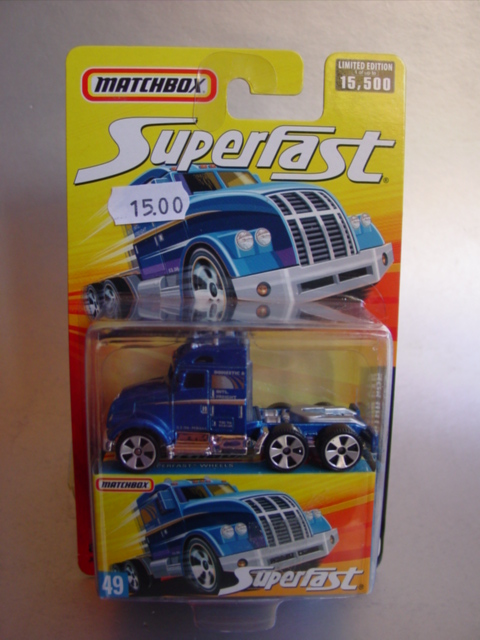 MATCHBOX
LIMITED EDITION
15,500
Superfast
15.00
MATCHBOX
49
Superfast